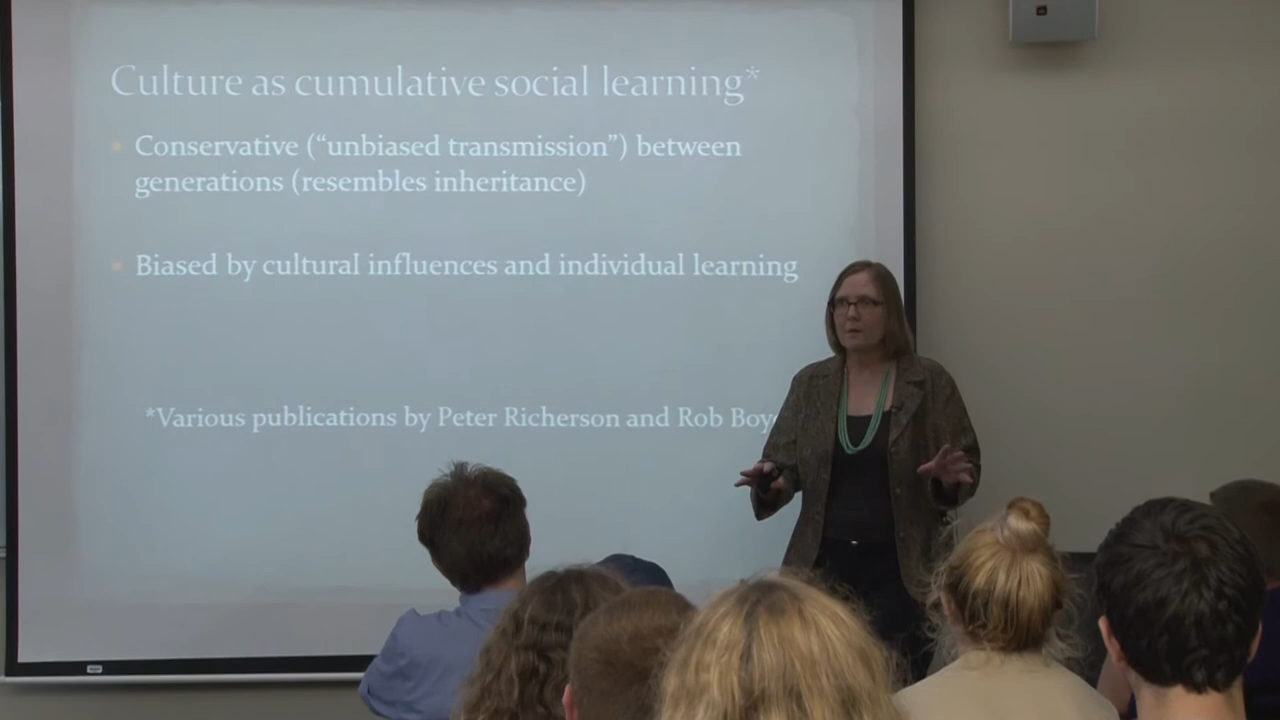 Culture as cumulative social learning*
Conservative (“unbiased transmission”) between
generations (resembles inheritance)
Biased by cultural influences and individual learning
*Various publications by Peter Richerson and Rob